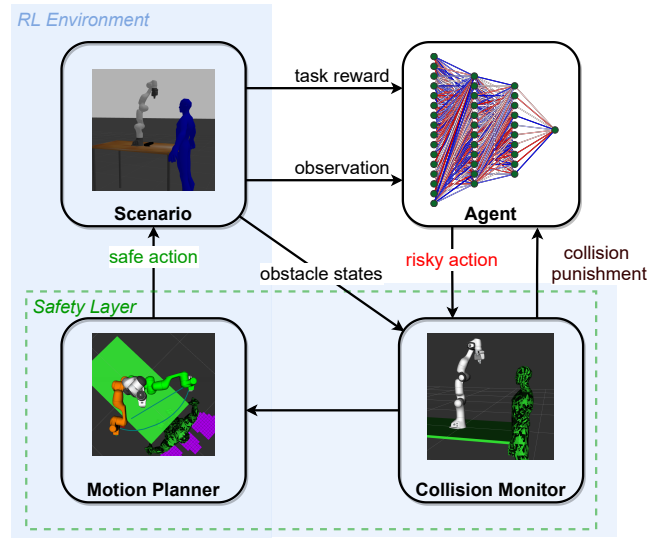 RL Environment
task reward
observation
Scenario
Agent
safe action
obstacle states
risky action
collision
punishment
Safety Layer
Motion Planner
Collision Monitor